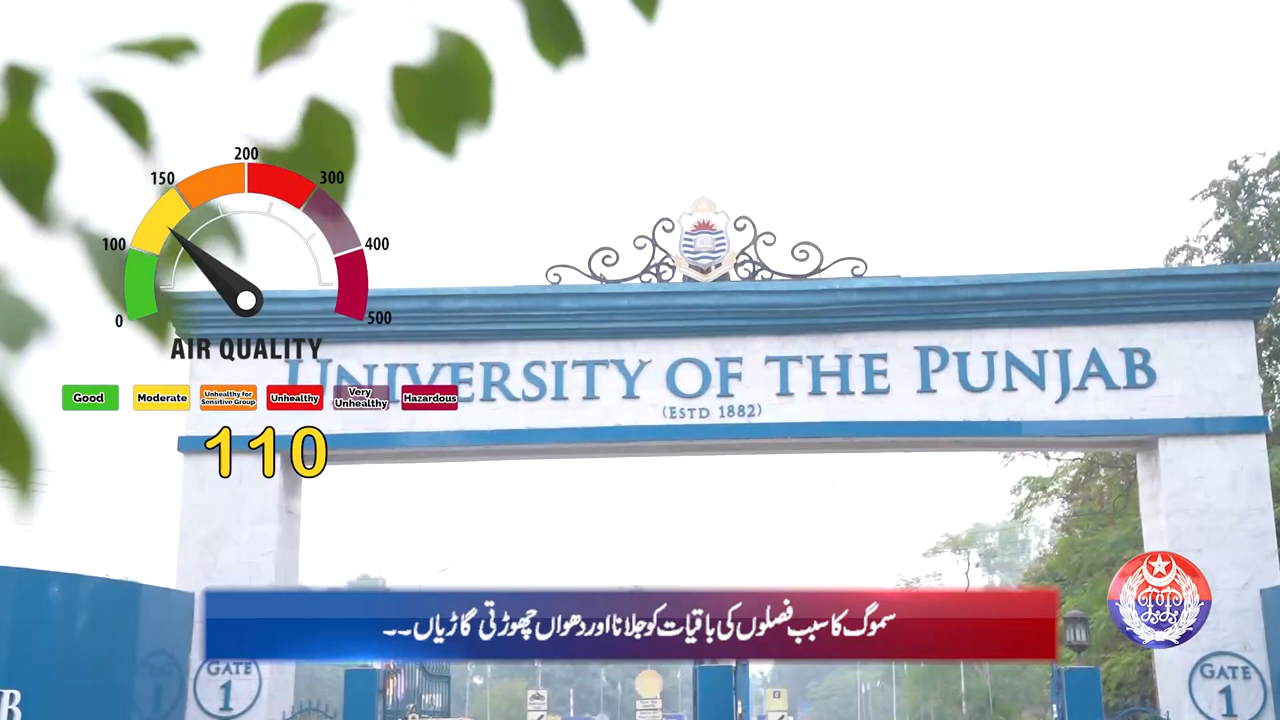 200
150
300
100
400
0
500
AIR QUALITY
Good
Moderate
Unhealthy for
Sensitive Group
Unhealthy
Very
Unhealthy
Hazardous
110
UNIVERSITY OF THE PUNJAB
(ESTD 1882)
سموگ کا سبب فصلوں کی باقیات کو جلانا اور دھواں چھوڑتی گاڑیاں۔۔
GATE
1
GATE
1